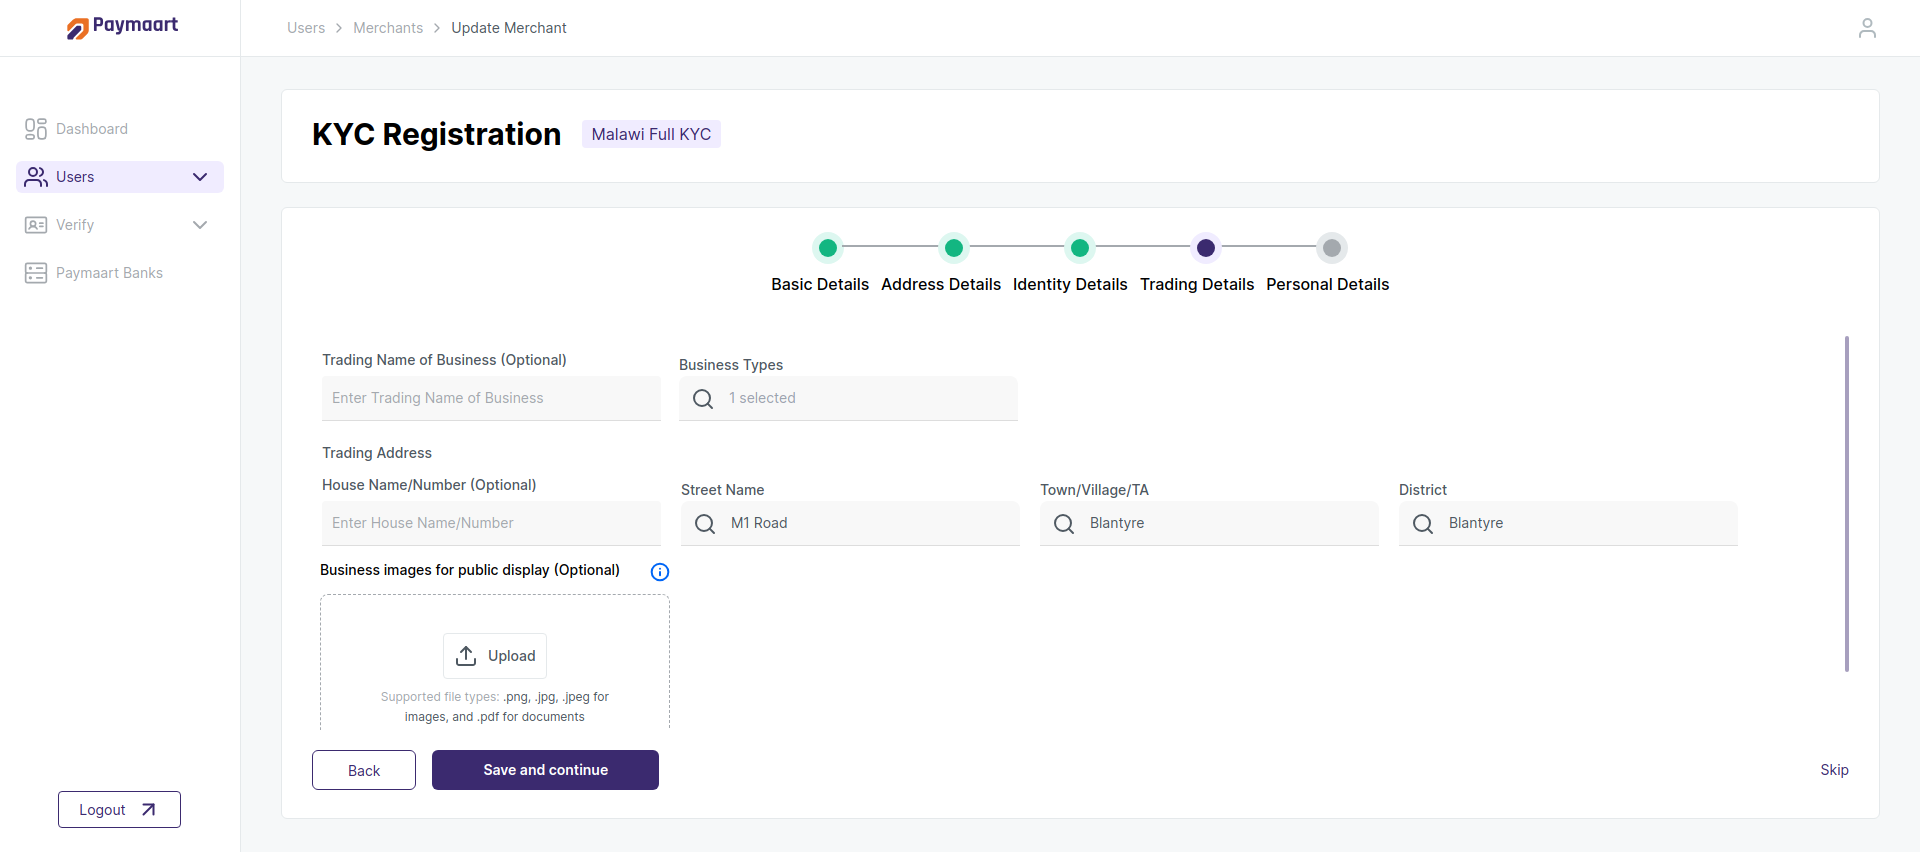 Paymaart
Users > Merchants > Update Merchant
Dashboard
Users
Verify
Paymaart Banks
Logout
KYC Registration
Malawi Full KYC
Basic Details
Address Details
Identity Details
Trading Details
Personal Details
Trading Name of Business (Optional)
Enter Trading Name of Business
Business Types
1 selected
Trading Address
House Name/Number (Optional)
Enter House Name/Number
Street Name
M1 Road
Town/Village/TA
Blantyre
District
Blantyre
Business images for public display (Optional)
Upload
Supported file types: .png, .jpg, .jpeg for
images, and .pdf for documents
Back
Save and continue
Skip